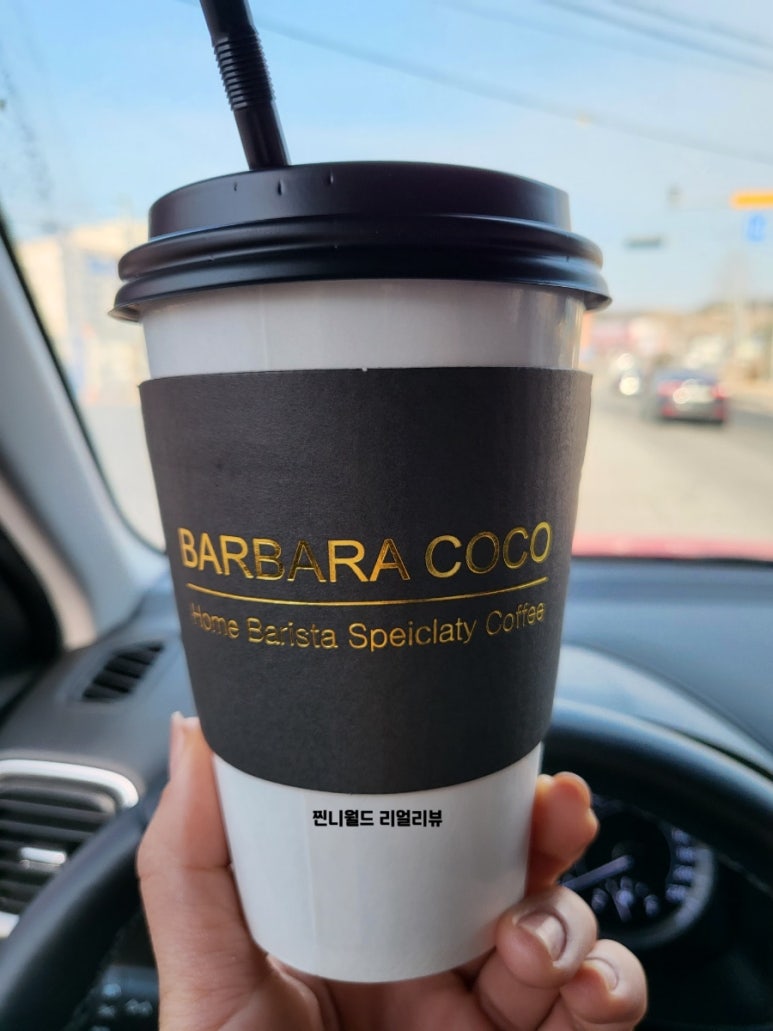 BARBARA COCO
Home Barista Speiclaty Coffee
찐니월드 리얼리뷰